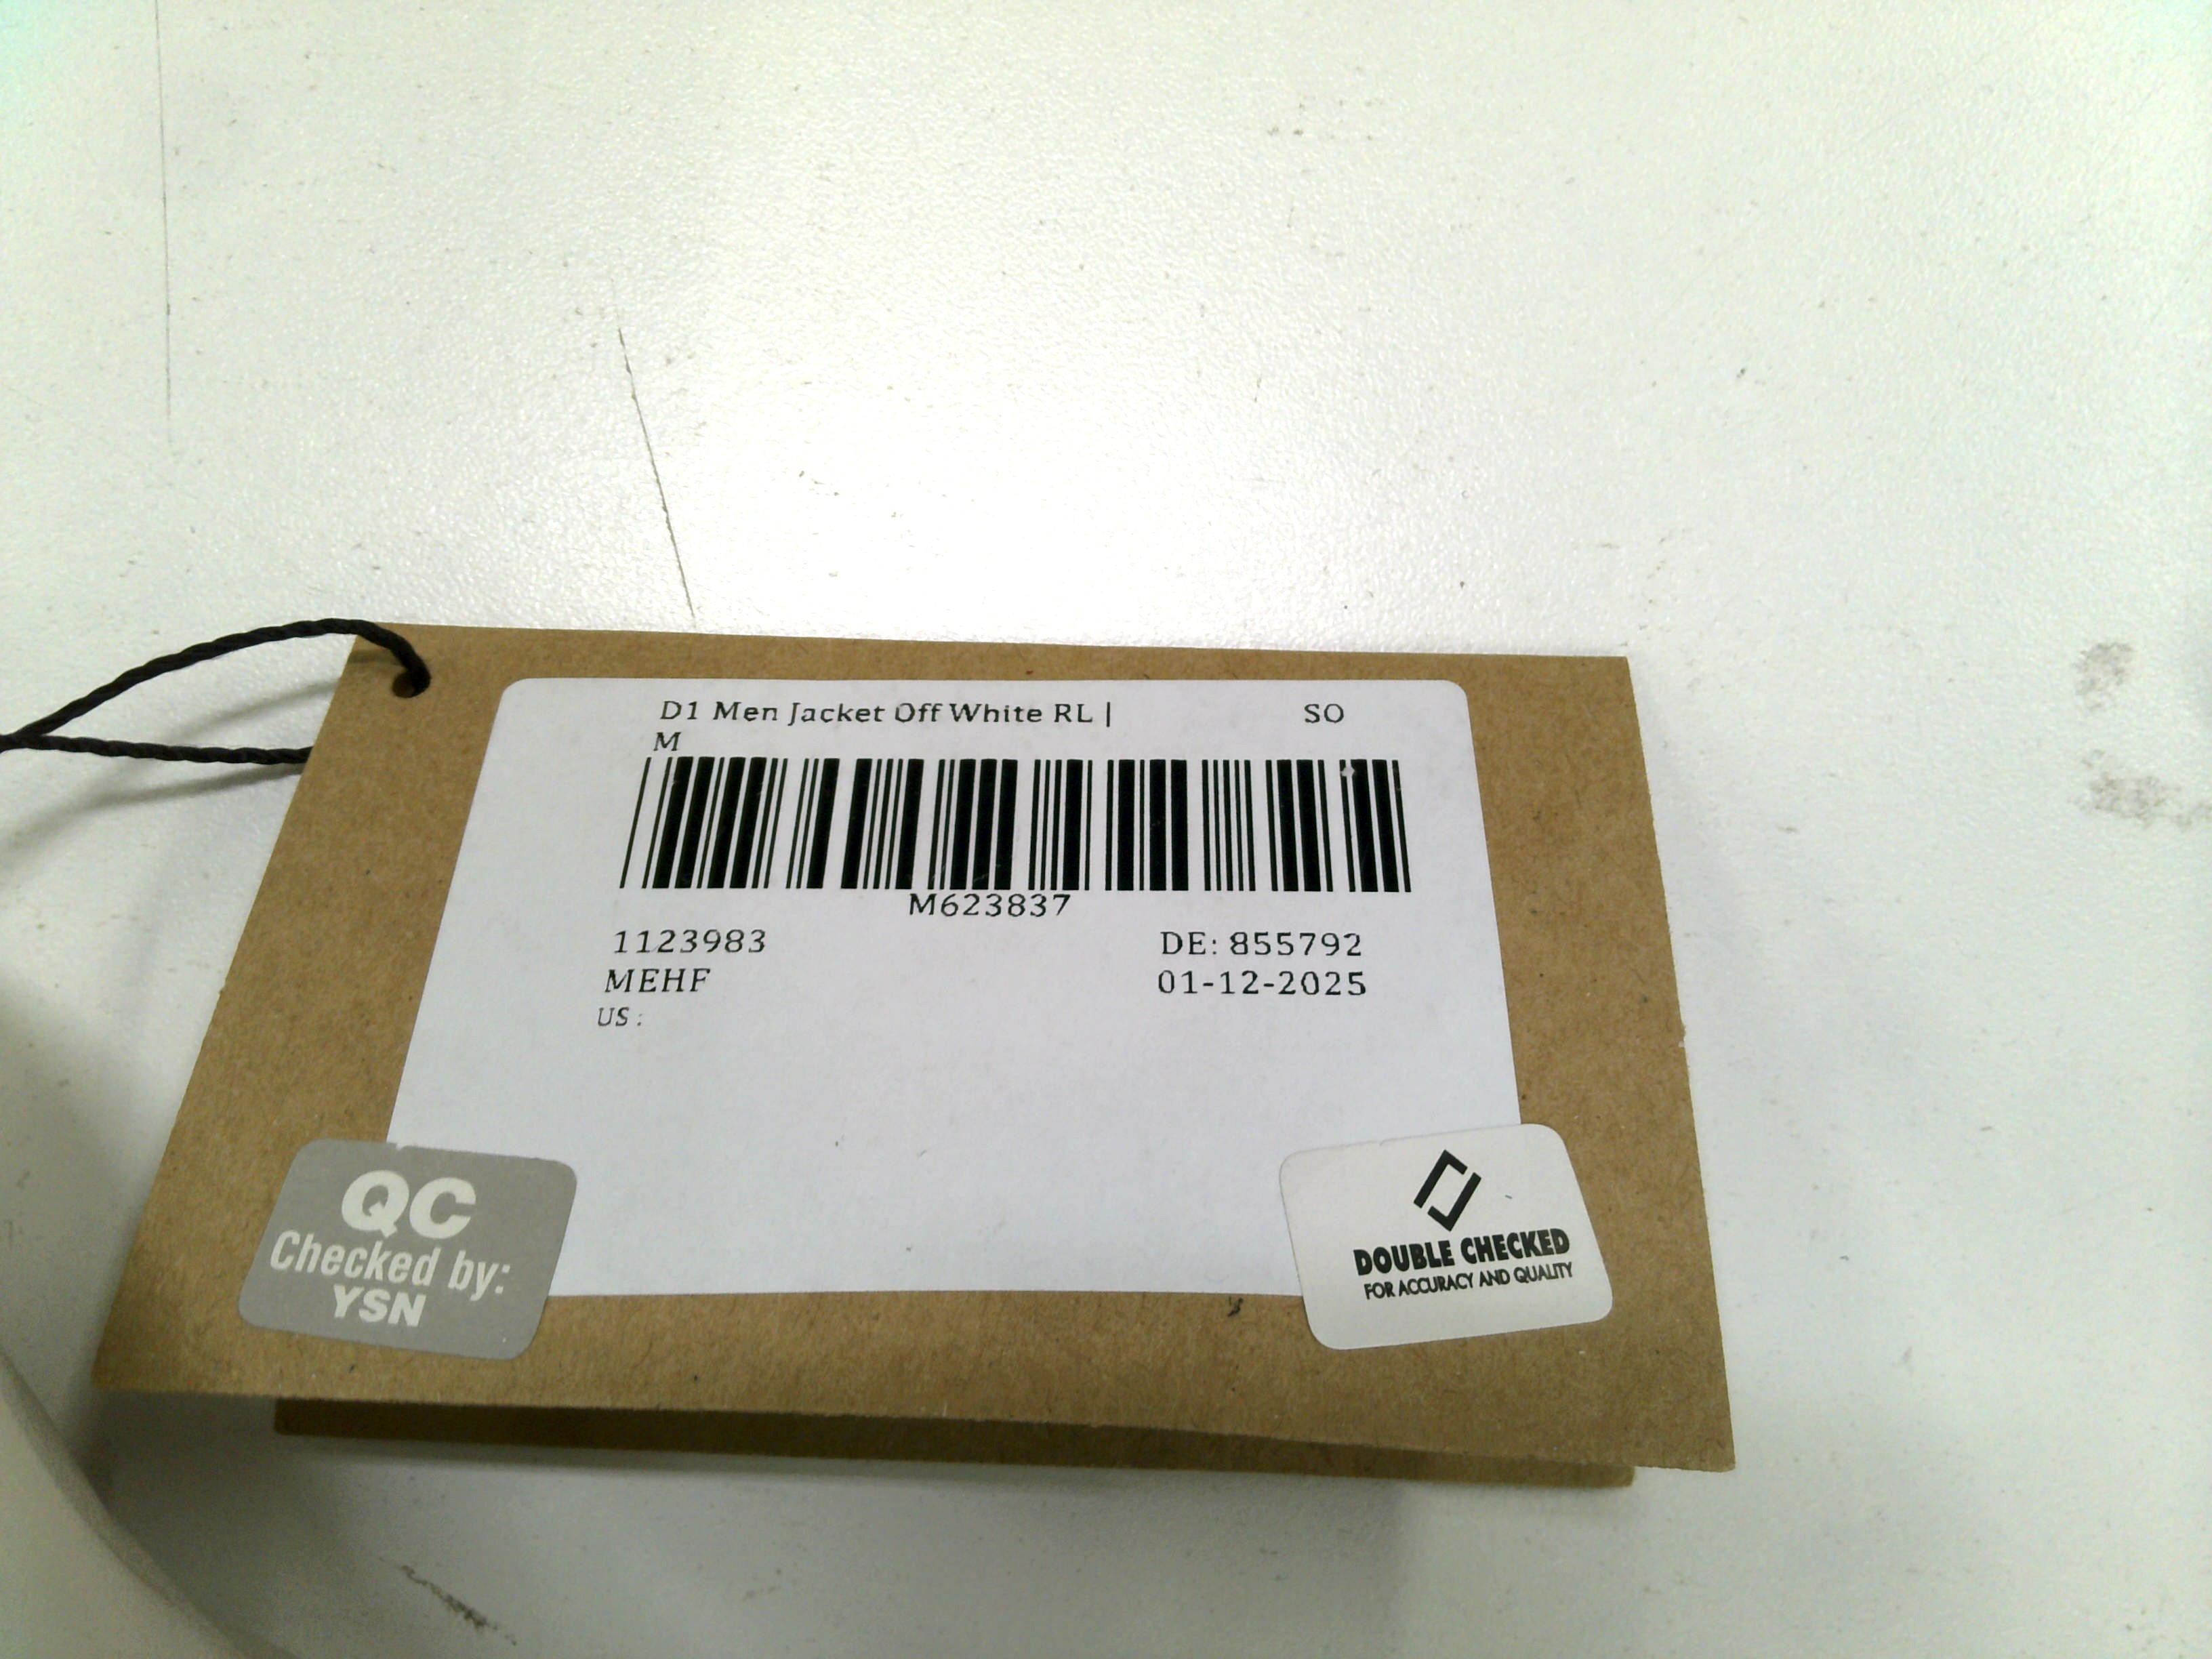 D1 Men Jacket Off White RL | SO
M
M623837
1123983 DE: 855792
MEHF 01-12-2025
US :
QC
Checked by:
YSN
DOUBLE CHECKED
FOR ACCURACY AND QUALITY